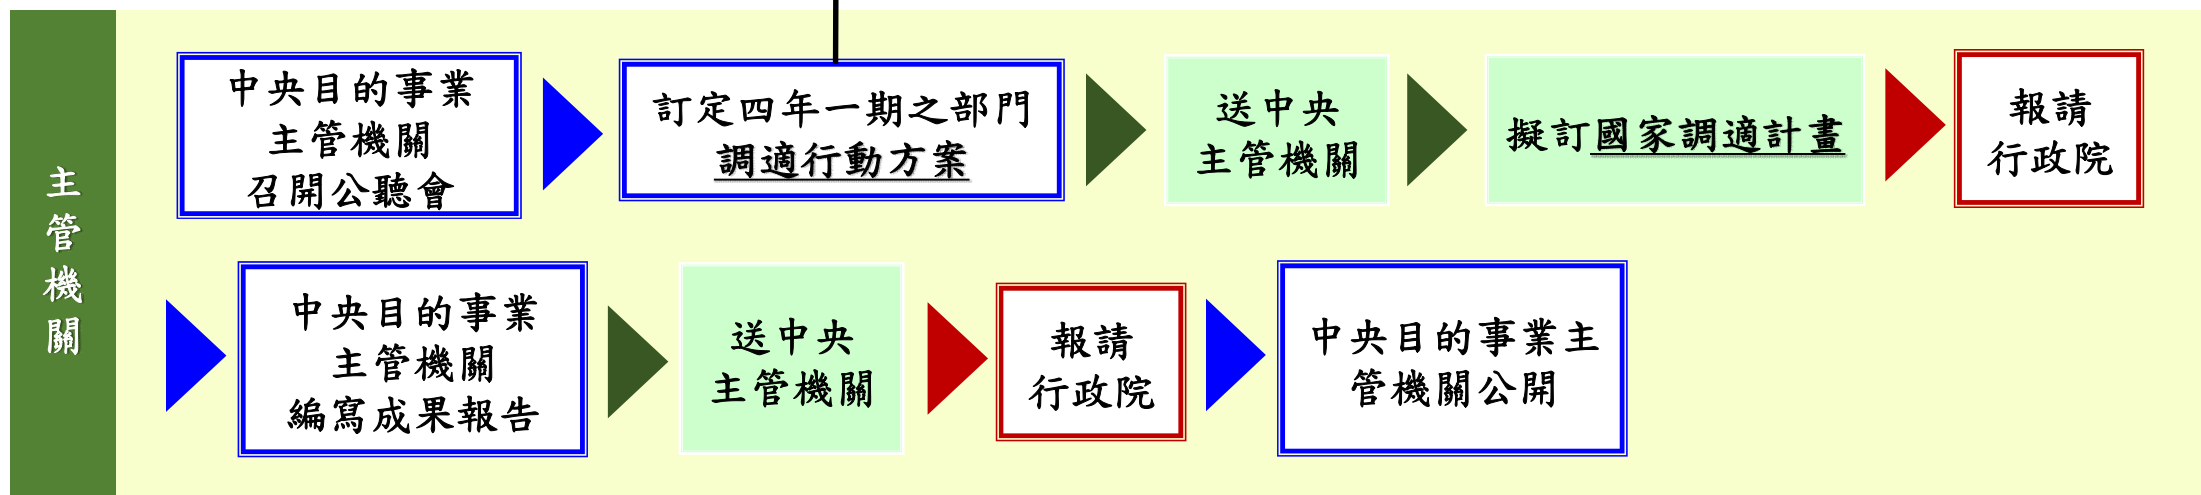 主管機關
中央目的事業
主管機關
召開公聽會
訂定四年一期之部門
調適行動方案
送中央
主管機關
擬訂國家調適計畫
報請
行政院
中央目的事業
主管機關
編寫成果報告
送中央
主管機關
報請
行政院
中央目的事業主
管機關公開